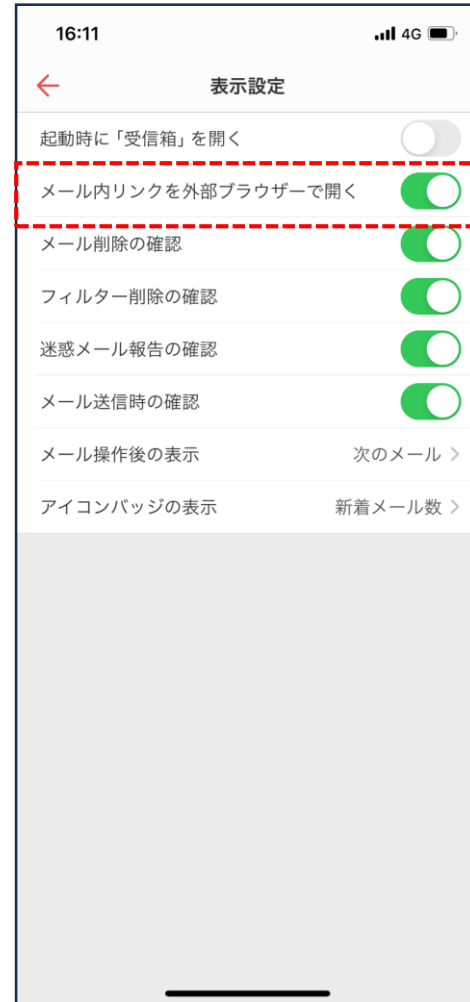 16:11 4G
表示設定
起動時に「受信箱」を開く
メール内リンクを外部ブラウザーで開く
メール削除の確認
フィルター削除の確認
迷惑メール報告の確認
メール送信時の確認
メール操作後の表示 次のメール
アイコンバッジの表示 新着メール数